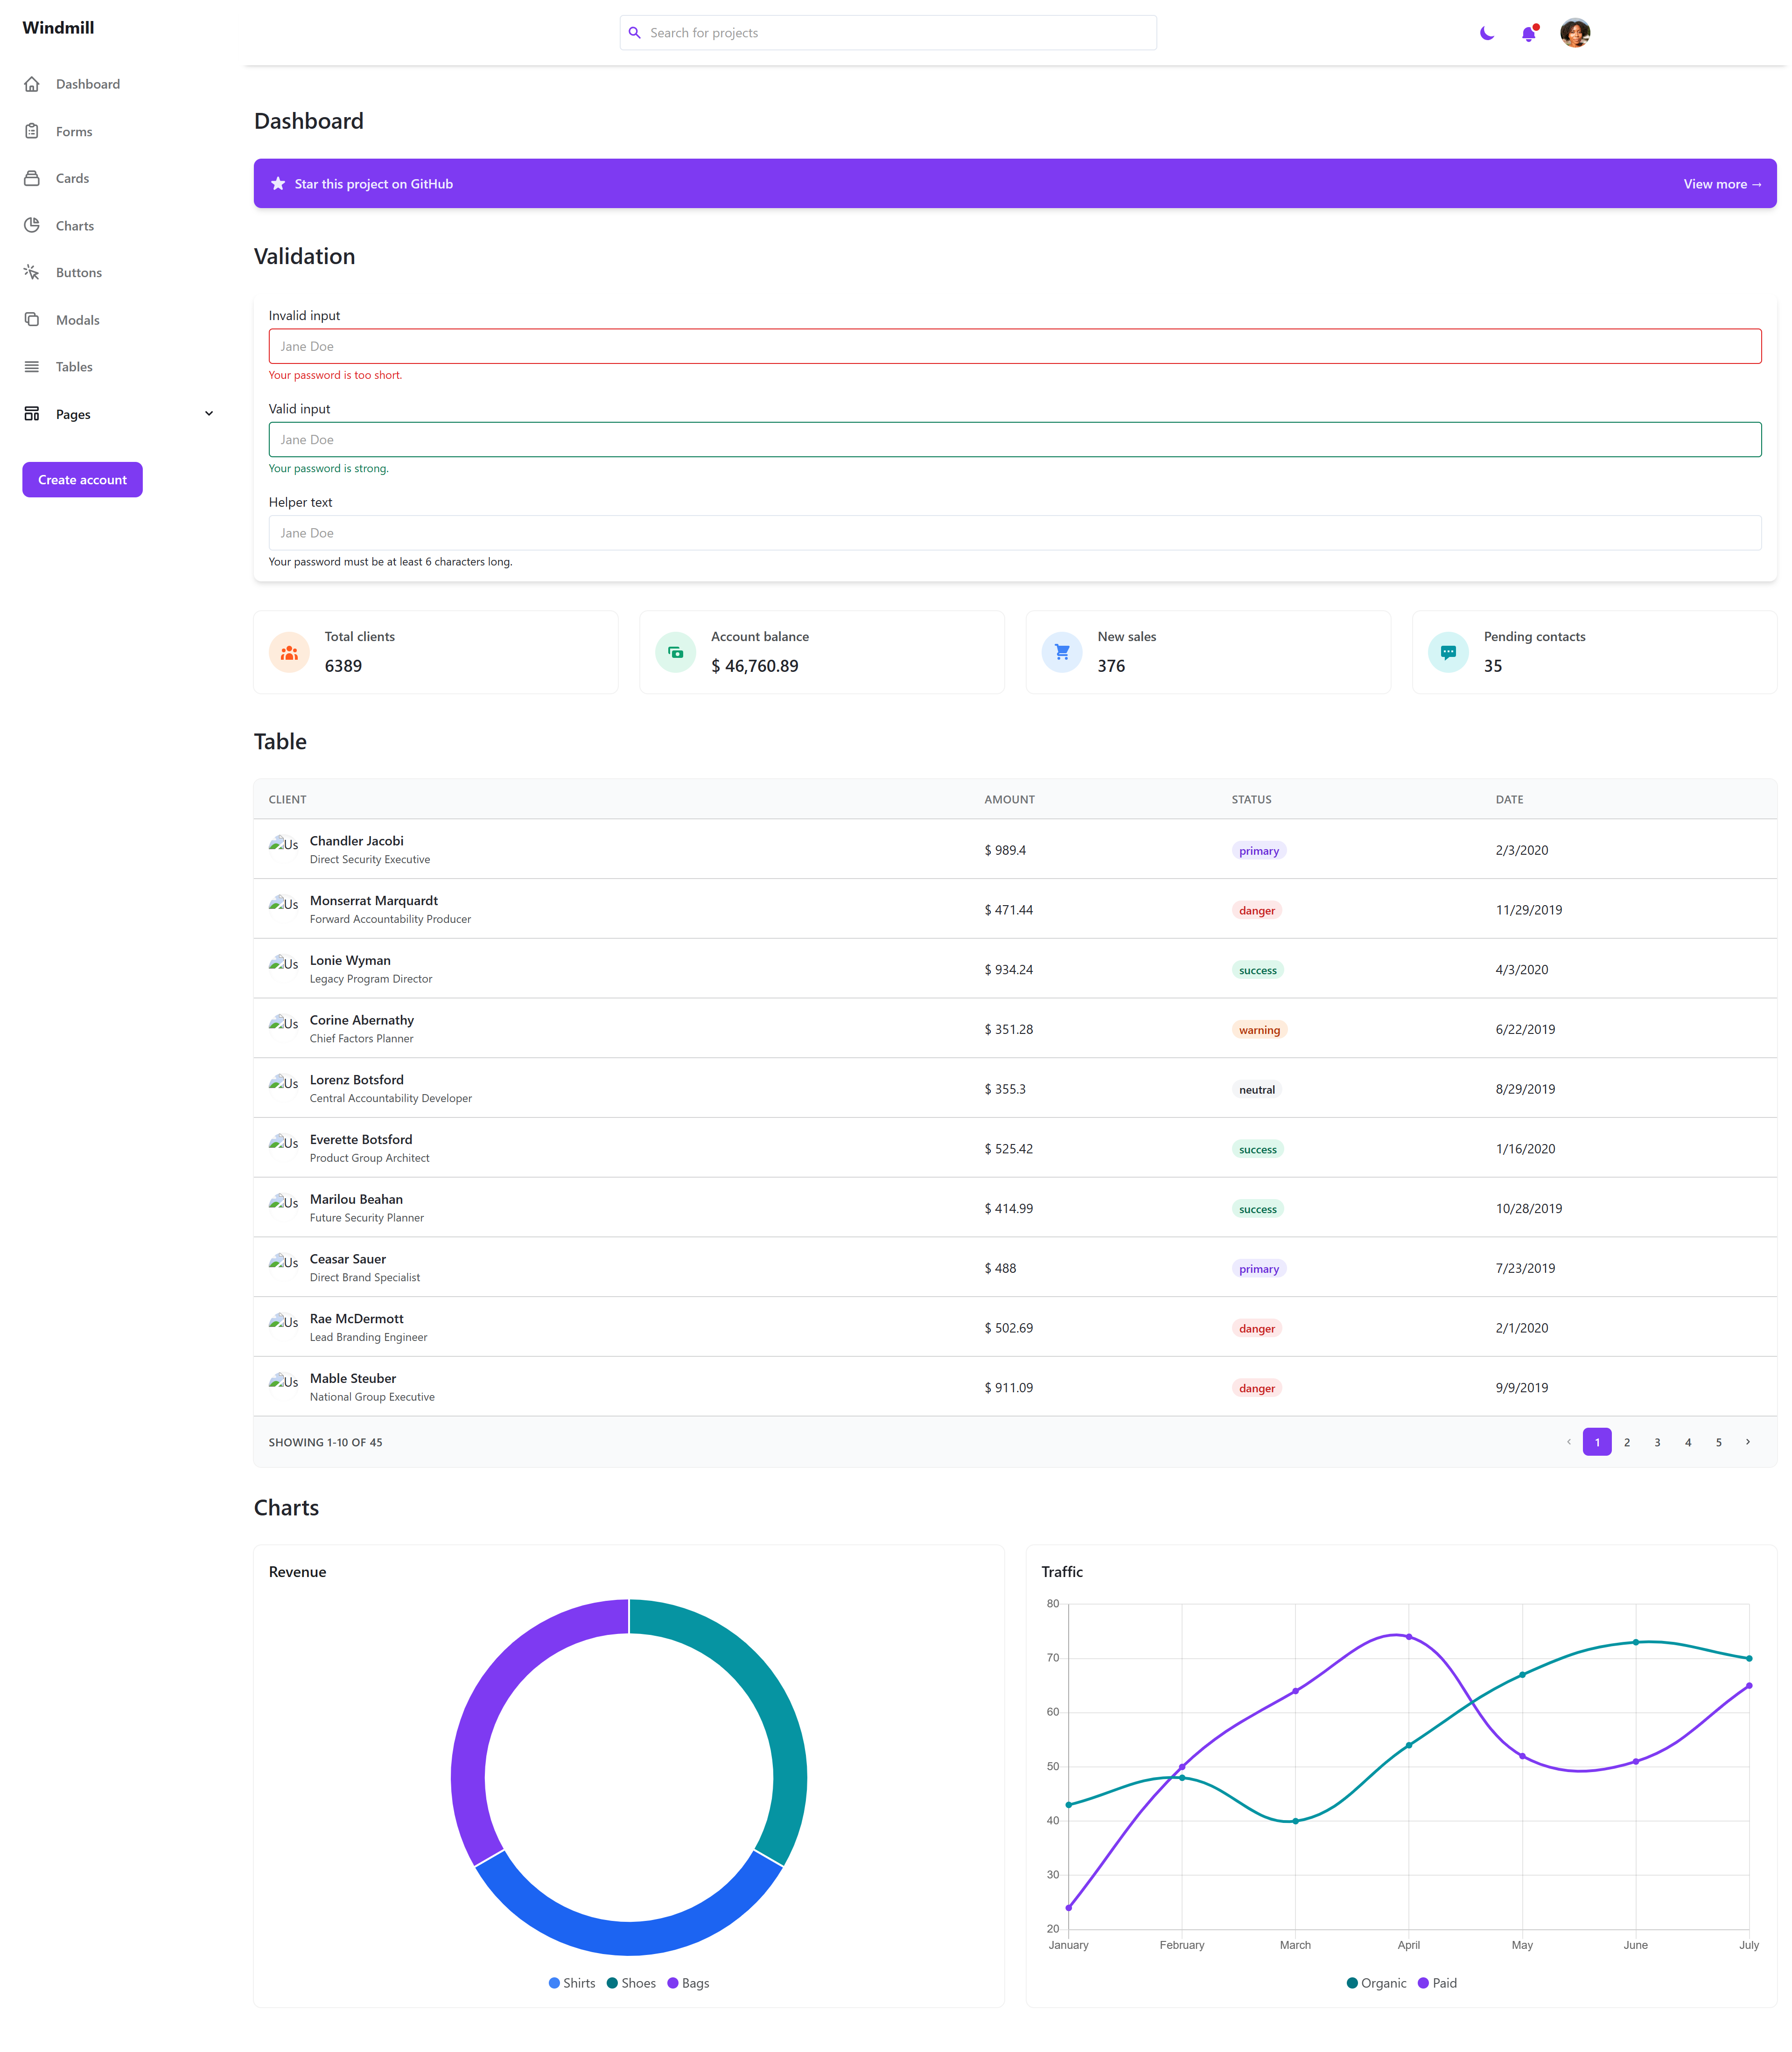 Windmill
Search for projects
Dashboard
Forms
Cards
Charts
Buttons
Modals
Tables
Pages
Create account
Dashboard
Star this project on GitHub
View more →
Validation
Invalid input
Jane Doe
Your password is too short.
Valid input
Jane Doe
Your password is strong.
Helper text
Jane Doe
Your password must be at least 6 characters long.
Total clients
6389
Account balance
$ 46,760.89
New sales
376
Pending contacts
35
Table
CLIENT AMOUNT STATUS DATE
Us Chandler Jacobi
Direct Security Executive
$ 989.4 primary 2/3/2020
Us Monserrat Marquardt
Forward Accountability Producer
$ 471.44 danger 11/29/2019
Us Lonie Wyman
Legacy Program Director
$ 934.24 success 4/3/2020
Us Corine Abernathy
Chief Factors Planner
$ 351.28 warning 6/22/2019
Us Lorenz Botsford
Central Accountability Developer
$ 355.3 neutral 8/29/2019
Us Everette Botsford
Product Group Architect
$ 525.42 success 1/16/2020
Us Marilou Beahan
Future Security Planner
$ 414.99 success 10/28/2019
Us Ceasar Sauer
Direct Brand Specialist
$ 488 primary 7/23/2019
Us Rae McDermott
Lead Branding Engineer
$ 502.69 danger 2/1/2020
Us Mable Steuber
National Group Executive
$ 911.09 danger 9/9/2019
SHOWING 1-10 OF 45
1 2 3 4 5
Charts
Revenue
Shirts Shoes Bags
Traffic
80
70
60
50
40
30
20
January February March April May June July
Organic Paid